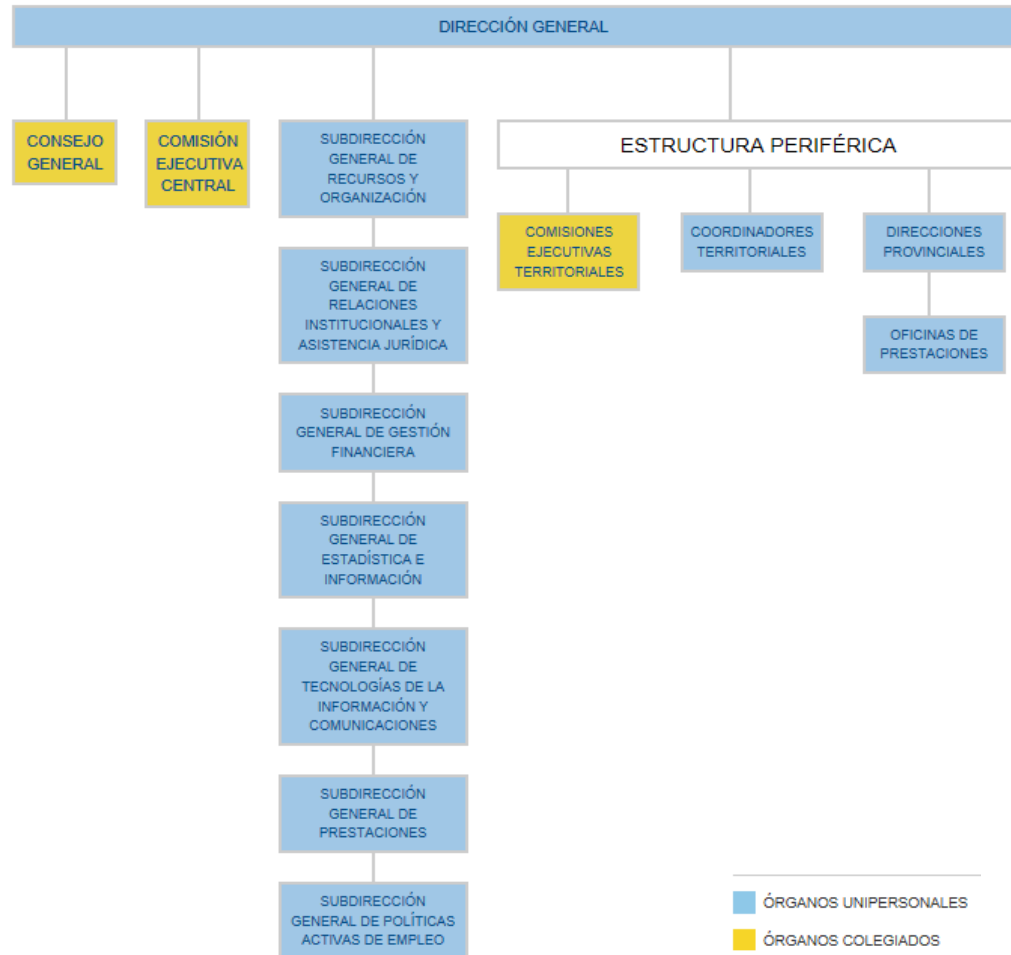 DIRECCIÓN GENERAL
CONSEJO
GENERAL
COMISIÓN
EJECUTIVA
CENTRAL
SUBDIRECCIÓN
GENERAL DE
RECURSOS Y
ORGANIZACIÓN
SUBDIRECCIÓN
GENERAL DE
RELACIONES
INSTITUCIONALES Y
ASISTENCIA JURÍDICA
SUBDIRECCIÓN
GENERAL DE GESTIÓN
FINANCIERA
SUBDIRECCIÓN
GENERAL DE
ESTADÍSTICA E
INFORMACIÓN
SUBDIRECCIÓN
GENERAL DE
TECNOLOGÍAS DE LA
INFORMACIÓN Y
COMUNICACIONES
SUBDIRECCIÓN
GENERAL DE
PRESTACIONES
SUBDIRECCIÓN
GENERAL DE POLÍTICAS
ACTIVAS DE EMPLEO
ESTRUCTURA PERIFÉRICA
COMISIONES
EJECUTIVAS
TERRITORIALES
COORDINADORES
TERRITORIALES
DIRECCIONES
PROVINCIALES
OFICINAS DE
PRESTACIONES
ÓRGANOS UNIPERSONALES
ÓRGANOS COLEGIADOS